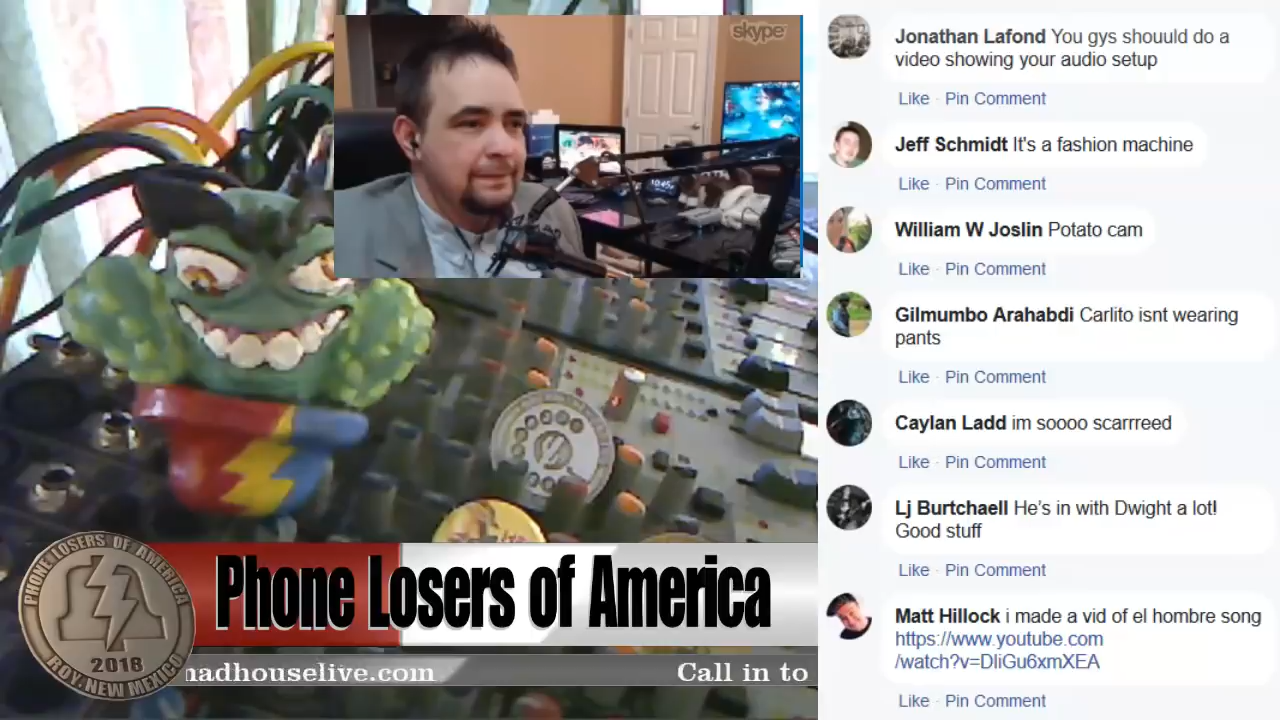 skype
10:45
Phone Losers of America
PHONE LOSERS OF AMERICA
2018
ROY, NEW MEXICO
nadhouselive.com
Call in to
Jonathan Lafond You gys shouuld do a
video showing your audio setup
Like · Pin Comment
Jeff Schmidt It's a fashion machine
Like · Pin Comment
William W Joslin Potato cam
Like · Pin Comment
Gilmumbo Arahabdi Carlito isnt wearing
pants
Like · Pin Comment
Caylan Ladd im soooo scarrreed
Like · Pin Comment
Lj Burtchaell He's in with Dwight a lot!
Good stuff
Like · Pin Comment
Matt Hillock i made a vid of el hombre song
https://www.youtube.com
/watch?v=DliGu6xmXEA
Like · Pin Comment